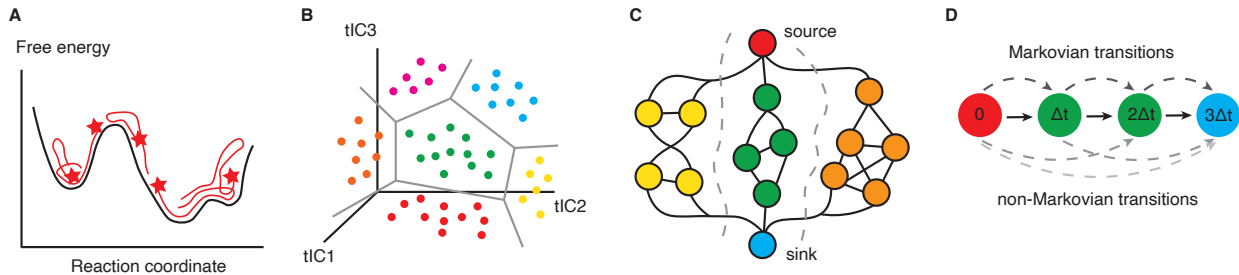 A
Free energy
Reaction coordinate
B
tIC3
tIC2
tIC1
C
source
sink
D
Markovian transitions
0
Δt
2Δt
3Δt
non-Markovian transitions